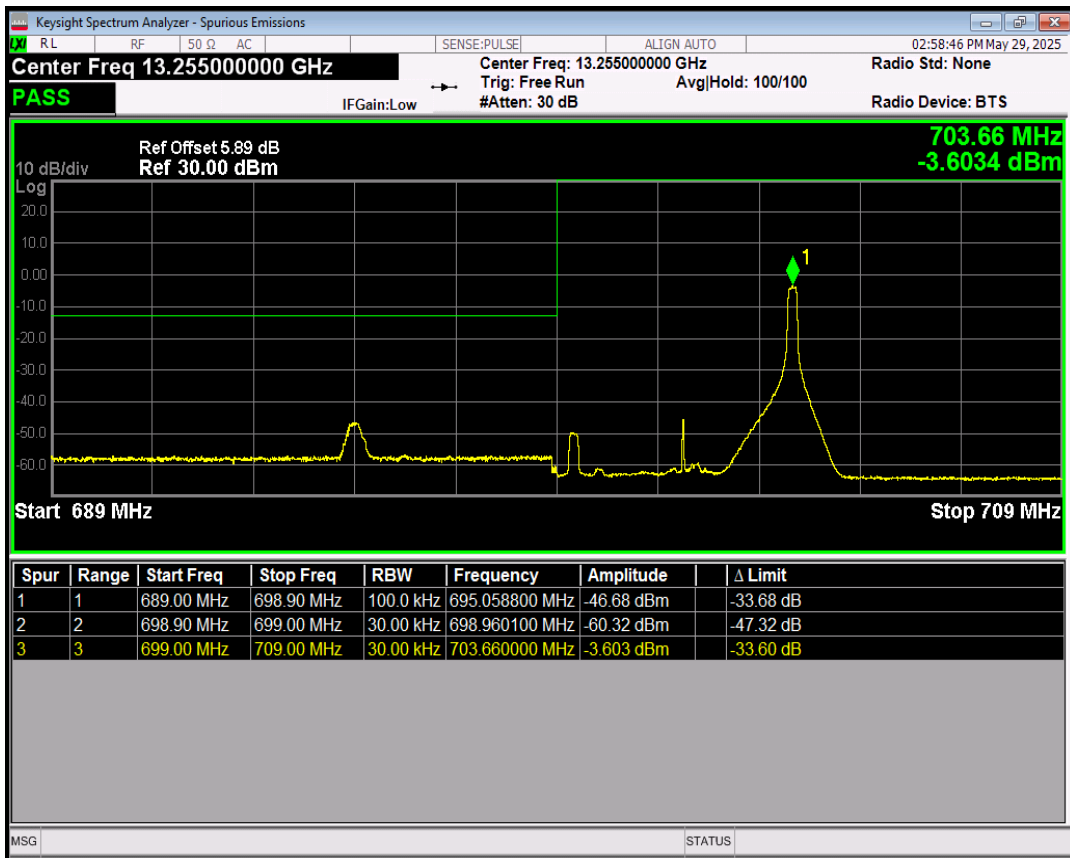 Keysight Spectrum Analyzer - Spurious Emissions
LXI RL RF 50 Ω AC SENSE:PULSE ALIGN AUTO 02:58:46 PM May 29, 2025
Center Freq 13.255000000 GHz Center Freq: 13.255000000 GHz Radio Std: None
Trig: Free Run Avg|Hold: 100/100
PASS IFGain:Low #Atten: 30 dB Radio Device: BTS
703.66 MHz
-3.6034 dBm
Ref Offset 5.89 dB
10 dB/div Ref 30.00 dBm
Log
20.0
10.0
1
0.00
-10.0
-20.0
-30.0
-40.0
-50.0
-60.0
Start 689 MHz Stop 709 MHz
Spur Range Start Freq Stop Freq RBW Frequency Amplitude Δ Limit
1 1 689.00 MHz 698.90 MHz 100.0 kHz 695.058800 MHz -46.68 dBm -33.68 dB
2 2 698.90 MHz 699.00 MHz 30.00 kHz 698.960100 MHz -60.32 dBm -47.32 dB
3 3 699.00 MHz 709.00 MHz 30.00 kHz 703.660000 MHz -3.603 dBm -33.60 dB
MSG STATUS